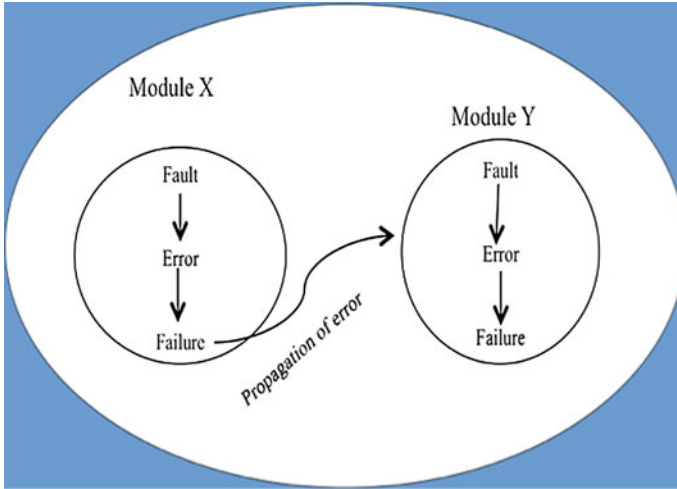 Module X
Fault
Error
Failure
Propagation of error
Module Y
Fault
Error
Failure